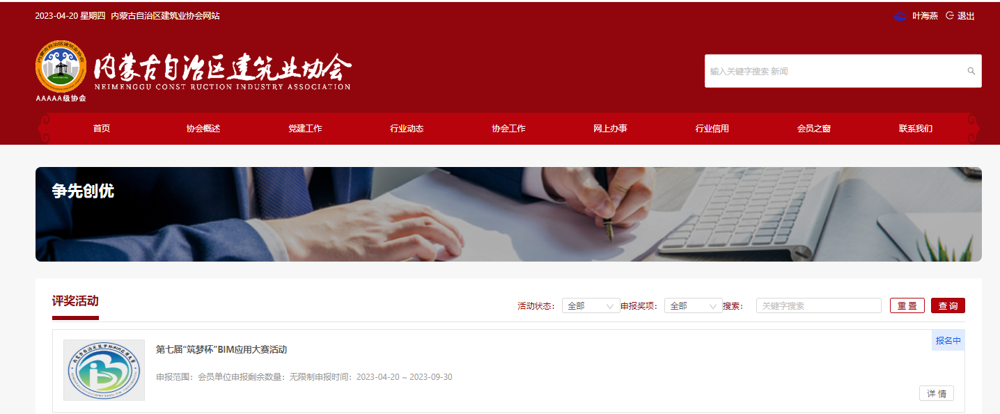 2023-04-20 星期四 内蒙古自治区建筑业协会网站
叶海燕 退出
内蒙古自治区建筑业协会
NEIMENGGU CONST RUCTION INDUSTRY ASSOCIATION
AAAAA级协会
输入关键字搜索 新闻
首页 协会概述 党建工作 行业动态 协会工作 网上办事 行业信用 会员之窗 联系我们
争先创优
评奖活动
活动状态： 全部 申报奖项： 全部 搜索： 关键字搜索 重 置 查 询
第七届“筑梦杯”BIM应用大赛活动
报名中
申报范围：会员单位申报剩余数量：无限制申报时间：2023-04-20 ~ 2023-09-30
详 情